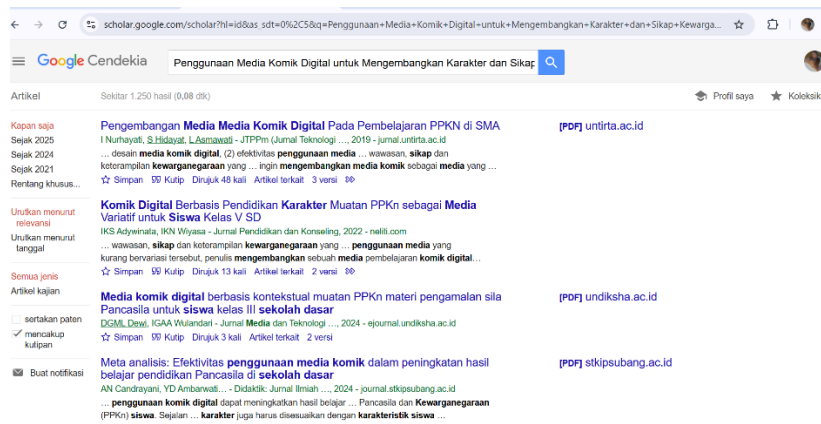 scholar.google.com/scholar?hl=id&as_sdt=0%2C5&q=Penggunaan+Media+Komik+Digital+untuk+Mengembangkan+Karakter+dan+Sikap+Kewarga...
Google Cendekia
Penggunaan Media Komik Digital untuk Mengembangkan Karakter dan Sikap
Artikel
Sekitar 1.250 hasil (0,08 dtk)
Profil saya
Koleksik
Kapan saja
Sejak 2025
Sejak 2024
Sejak 2021
Rentang khusus...
Urutkan menurut
relevansi
Urutkan menurut
tanggal
Semua jenis
Artikel kajian
sertakan paten
mencakup
kutipan
Buat notifikasi
Pengembangan Media Media Komik Digital Pada Pembelajaran PPKN di SMA
I Nurhayati, S Hidayat, L Asmawati - JTPPm (Jurnal Teknologi ..., 2019 - jurnal.untirta.ac.id
... desain media komik digital, (2) efektivitas penggunaan media ... wawasan, sikap dan
keterampilan kewarganegaraan yang ... ingin mengembangkan media komik sebagai media yang ...
Simpan Kutip Dirujuk 48 kali Artikel terkait 3 versi
[PDF] untirta.ac.id
Komik Digital Berbasis Pendidikan Karakter Muatan PPKn sebagai Media
Variatif untuk Siswa Kelas V SD
IKS Adywinata, IKN Wiyasa - Jurnal Pendidikan dan Konseling, 2022 - neliti.com
... wawasan, sikap dan keterampilan kewarganegaraan yang ... penggunaan media yang
kurang bervariasi tersebut, penulis mengembangkan sebuah media pembelajaran komik digital...
Simpan Kutip Dirujuk 13 kali Artikel terkait 2 versi
Media komik digital berbasis kontekstual muatan PPKn materi pengamalan sila
Pancasila untuk siswa kelas III sekolah dasar
DGML Dewi, IGAA Wulandari - Jurnal Media dan Teknologi ..., 2024 - ejournal.undiksha.ac.id
Simpan Kutip Dirujuk 3 kali Artikel terkait 2 versi
[PDF] undiksha.ac.id
Meta analisis: Efektivitas penggunaan media komik dalam peningkatan hasil
belajar pendidikan Pancasila di sekolah dasar
AN Candrayani, YD Ambarwati... - Didaktik: Jurnal Ilmiah ..., 2024 - journal.stkipsubang.ac.id
... penggunaan komik digital dapat meningkatkan hasil belajar ... Pancasila dan Kewarganegaraan
(PPKn) siswa. Sejalan ... karakter juga harus disesuaikan dengan karakteristik siswa ...
[PDF] stkipsubang.ac.id